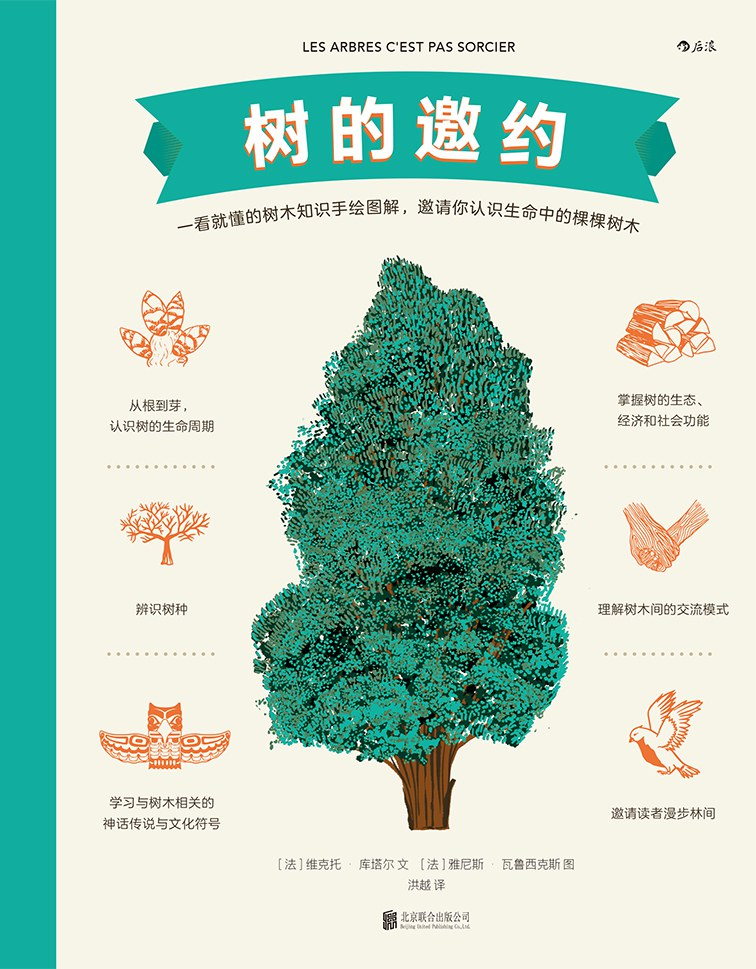 LES ARBRES C'EST PAS SORCIER
后浪
树的邀约
一看就懂的树木知识手绘图解，邀请你认识生命中的棵棵树木
从根到芽，
认识树的生命周期
掌握树的生态、
经济和社会功能
辨识树种
理解树木间的交流模式
学习与树木相关的
神话传说与文化符号
邀请读者漫步林间
［法］维克托 · 库塔尔 文 ［法］雅尼斯 · 瓦鲁西克斯 图
洪越 译
北京联合出版公司
Beijing United Publishing Co.,Ltd.